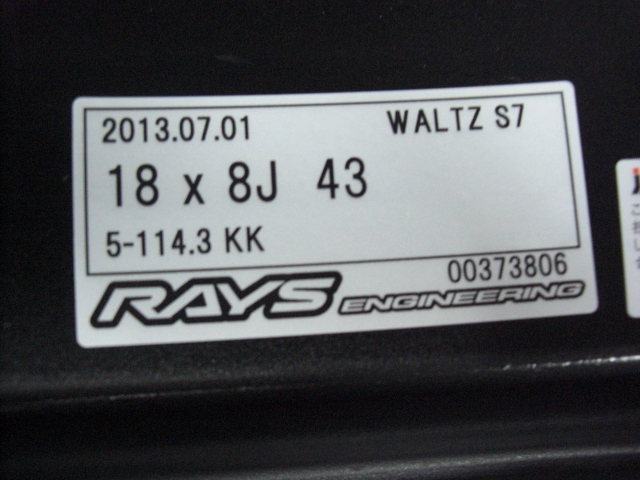 2013.07.01 WALTZ S7
18 x 8J 43
5-114.3 KK
00373806
RAYS ENGINEERING